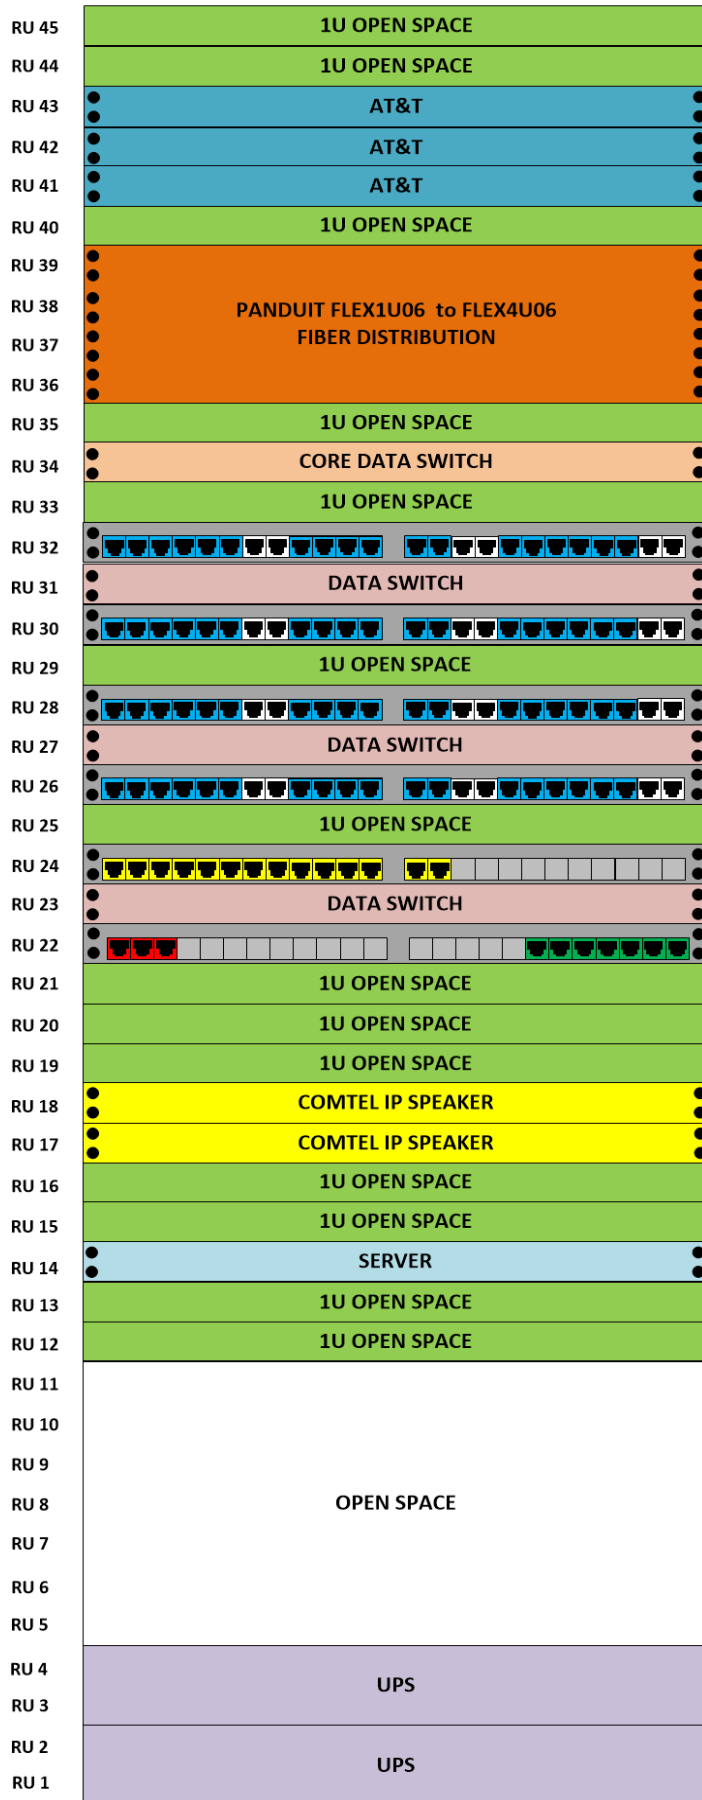 RU 45 1U OPEN SPACE
RU 44 1U OPEN SPACE
RU 43 AT&T
RU 42 AT&T
RU 41 AT&T
RU 40 1U OPEN SPACE
RU 39
RU 38 PANDUIT FLEX1U06 to FLEX4U06
RU 37 FIBER DISTRIBUTION
RU 36
RU 35 1U OPEN SPACE
RU 34 CORE DATA SWITCH
RU 33 1U OPEN SPACE
RU 32
RU 31 DATA SWITCH
RU 30
RU 29 1U OPEN SPACE
RU 28
RU 27 DATA SWITCH
RU 26
RU 25 1U OPEN SPACE
RU 24
RU 23 DATA SWITCH
RU 22
RU 21 1U OPEN SPACE
RU 20 1U OPEN SPACE
RU 19 1U OPEN SPACE
RU 18 COMTEL IP SPEAKER
RU 17 COMTEL IP SPEAKER
RU 16 1U OPEN SPACE
RU 15 1U OPEN SPACE
RU 14 SERVER
RU 13 1U OPEN SPACE
RU 12 1U OPEN SPACE
RU 11
RU 10
RU 9
RU 8 OPEN SPACE
RU 7
RU 6
RU 5
RU 4
UPS
RU 3
RU 2
UPS
RU 1